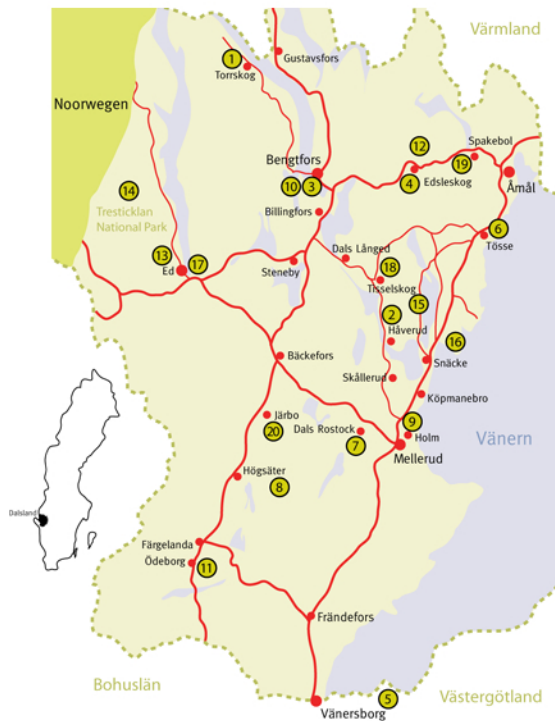 Värmland
1
Gustavsfors
Torrskog
Noorwegen
12
Spakebol
Bengtfors
19
10
3
4
Edsleskog
Åmål
14
Billingfors
Tresticklan
National Park
6
Tösse
13
17
Dals Långed
Ed
Steneby
18
Tisselskog
15
2
Håverud
16
Bäckefors
Snäcke
Skållerud
Köpmanebro
Järbo
9
20
Dals Rostock
Holm
Vänern
7
Mellerud
Högsäter
8
Dalsland
Färgelanda
Ödeborg
11
Frändefors
Bohuslän
5
Västergötland
Vänersborg